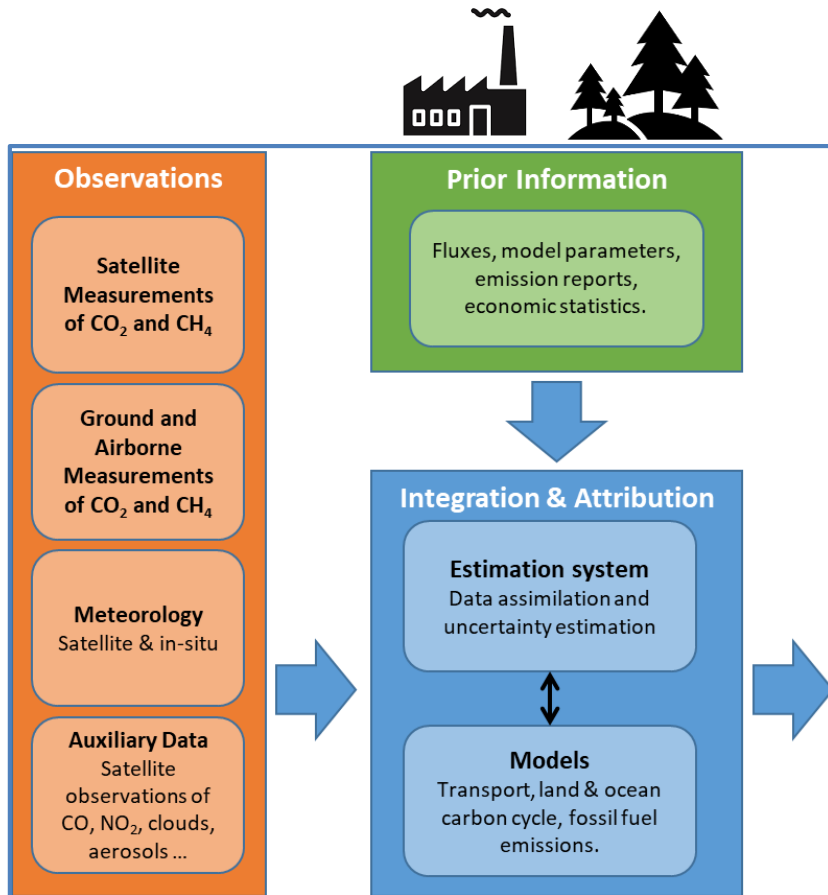 Observations
Satellite
Measurements
of CO₂ and CH₄
Ground and
Airborne
Measurements
of CO₂ and CH₄
Meteorology
Satellite & in-situ
Auxiliary Data
Satellite
observations of
CO, NO₂, clouds,
aerosols ...
Prior Information
Fluxes, model parameters,
emission reports,
economic statistics.
Integration & Attribution
Estimation system
Data assimilation and
uncertainty estimation
Models
Transport, land & ocean
carbon cycle, fossil fuel
emissions.